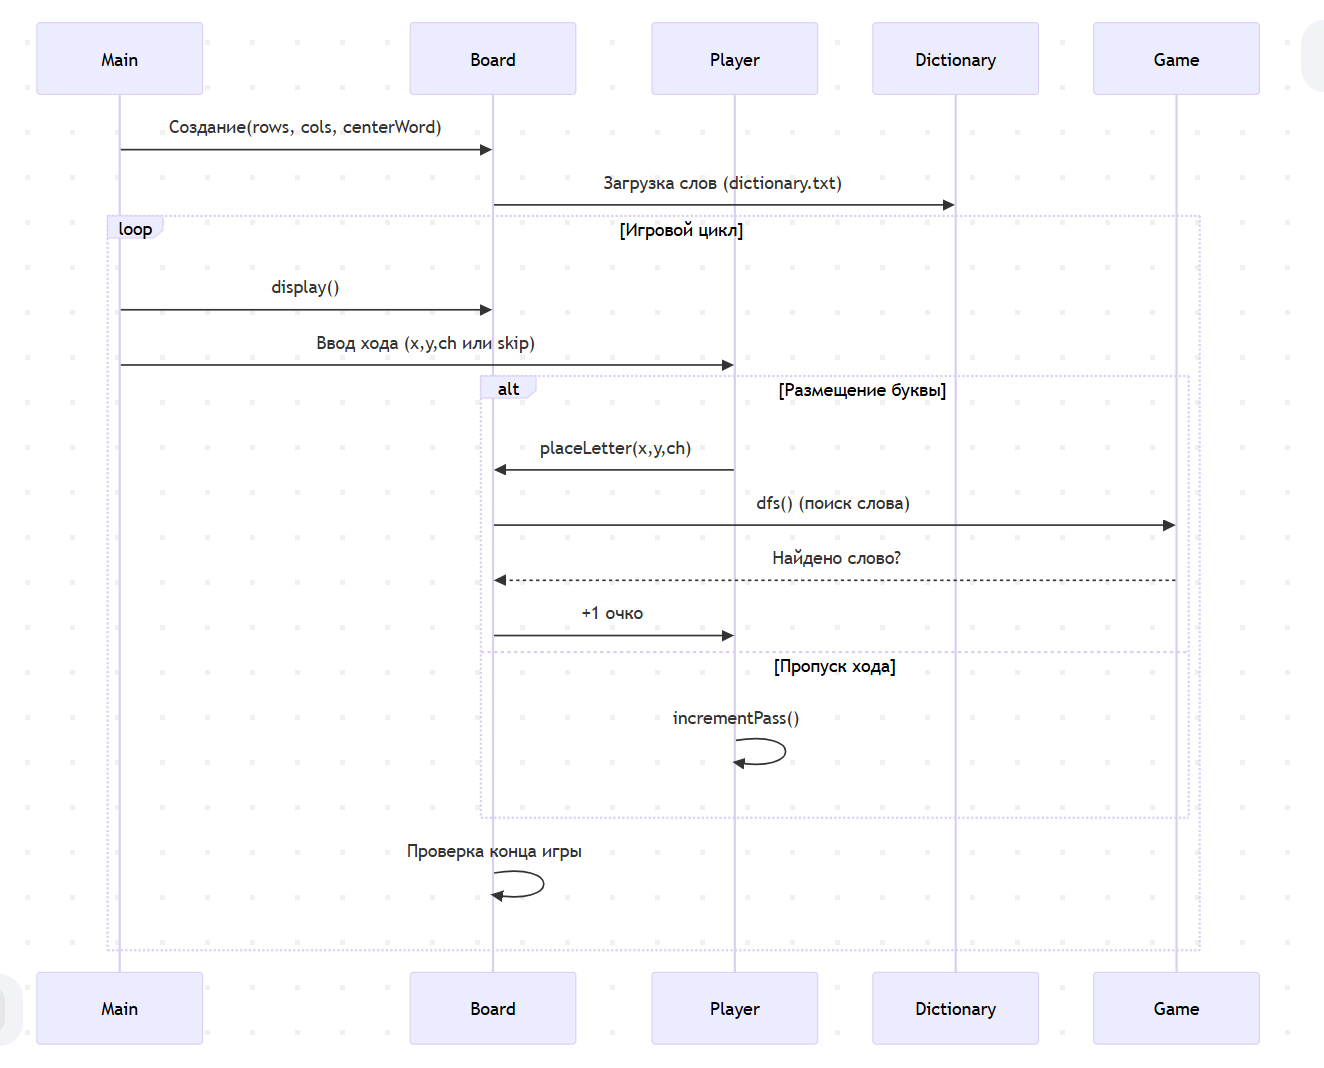 Main
Board
Player
Dictionary
Game
Создание(rows, cols, centerWord)
Загрузка слов (dictionary.txt)
loop
[Игровой цикл]
display()
Ввод хода (x,y,ch или skip)
alt
[Размещение буквы]
placeLetter(x,y,ch)
dfs() (поиск слова)
Найдено слово?
+1 очко
[Пропуск хода]
incrementPass()
Проверка конца игры
Main
Board
Player
Dictionary
Game